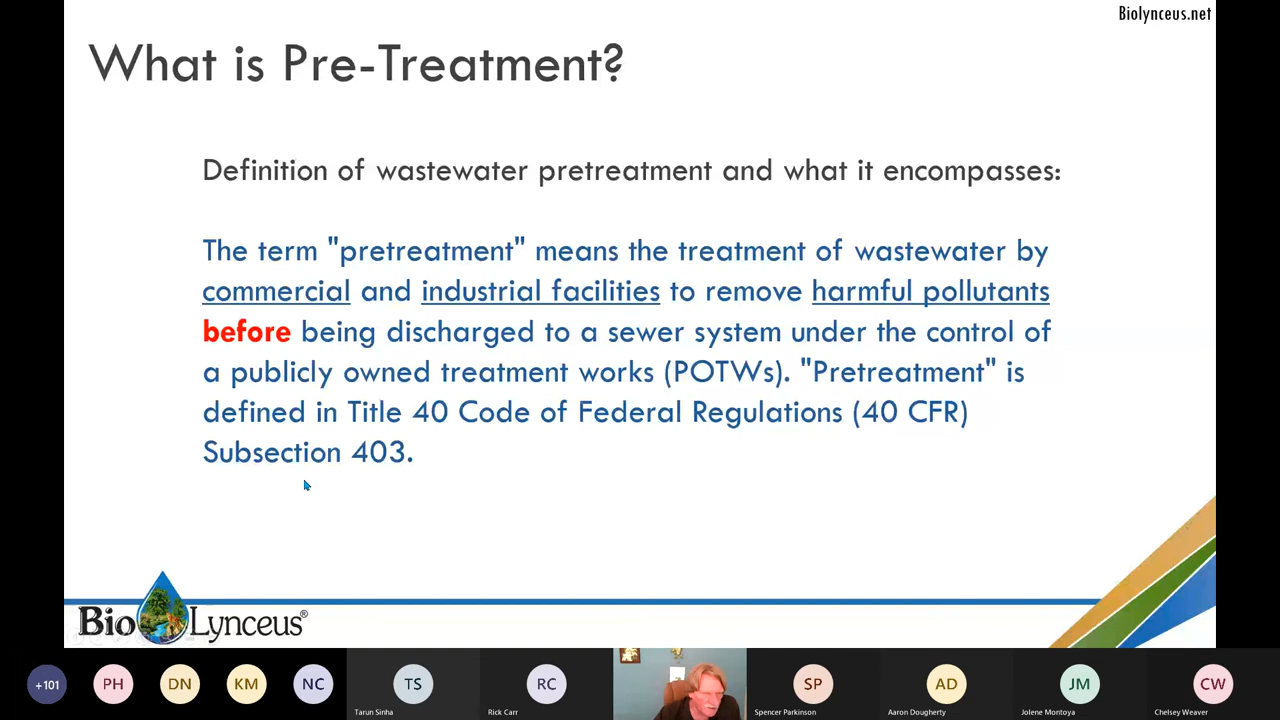 Biolynceus.net
What is Pre-Treatment?
Definition of wastewater pretreatment and what it encompasses:
The term "pretreatment" means the treatment of wastewater by
commercial and industrial facilities to remove harmful pollutants
before being discharged to a sewer system under the control of
a publicly owned treatment works (POTWs). "Pretreatment" is
defined in Title 40 Code of Federal Regulations (40 CFR)
Subsection 403.
Bio Lynceus®
+101 PH DN KM NC TS RC SP AD JM CW
Tarun Sinha Rick Carr Spencer Parkinson Aaron Dougherty Jolene Montoya Chelsey Weaver